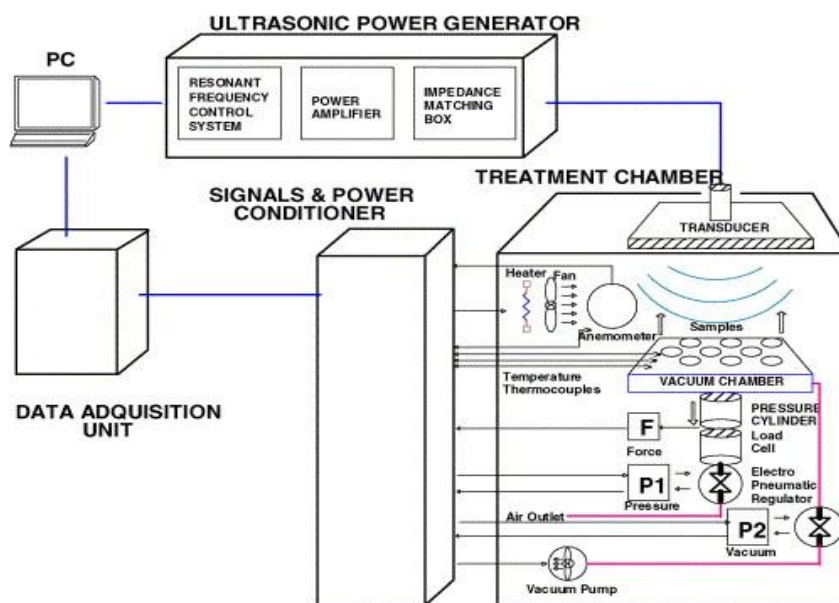 ULTRASONIC POWER GENERATOR
PC
RESONANT
FREQUENCY
CONTROL
SYSTEM
POWER
AMPLIFIER
IMPEDANCE
MATCHING
BOX
TREATMENT CHAMBER
SIGNALS & POWER
CONDITIONER
TRANSDUCER
Heater
Fan
Anemometer
Samples
Temperature
Thermocouples
VACUUM CHAMBER
DATA ADQUISITION
UNIT
PRESSURE
CYLINDER
F
Force
Load
Cell
P1
Pressure
Electro
Pneumatic
Regulator
Air Outlet
P2
Vacuum
Vacuum Pump